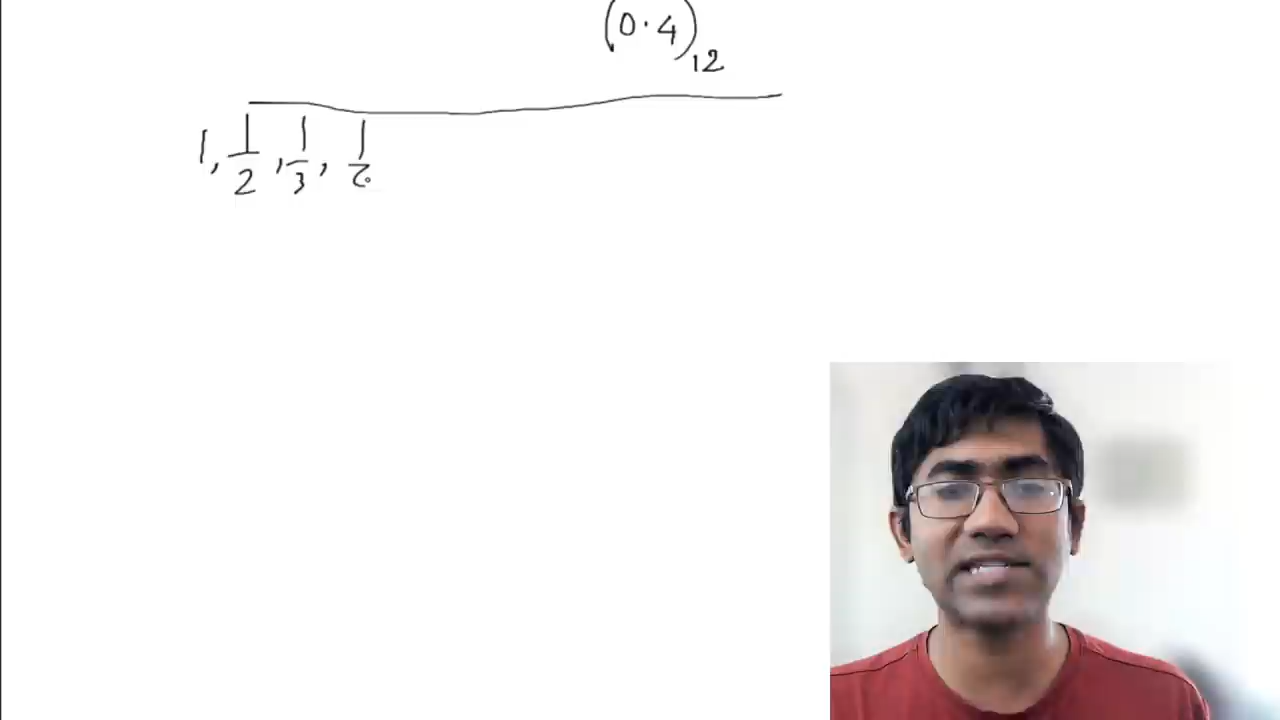 (0.4)₁₂
1, 1/2, 1/3, 1/